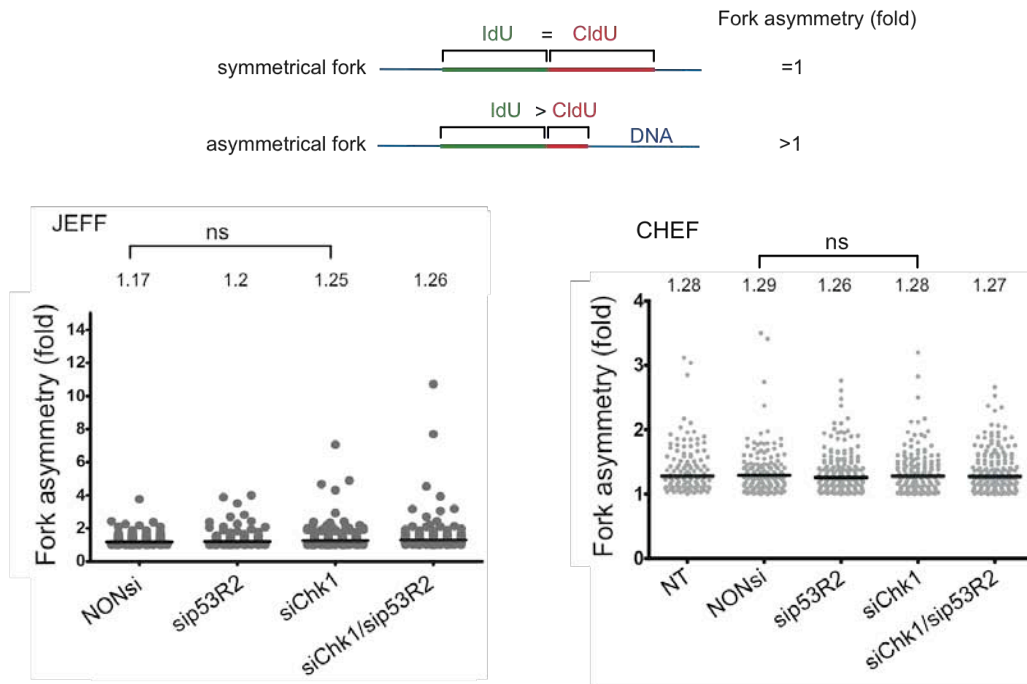 Fork asymmetry (fold)
IdU = CldU
symmetrical fork =1
IdU > CldU
asymmetrical fork DNA >1
JEFF
ns
1.17 1.2 1.25 1.26
Fork asymmetry (fold)
14
12
10
8
6
4
2
0
NONsi sip53R2 siChk1 siChk1/sip53R2
CHEF
ns
1.28 1.29 1.26 1.28 1.27
Fork asymmetry (fold)
4
3
2
1
0
NT NONsi sip53R2 siChk1 siChk1/sip53R2